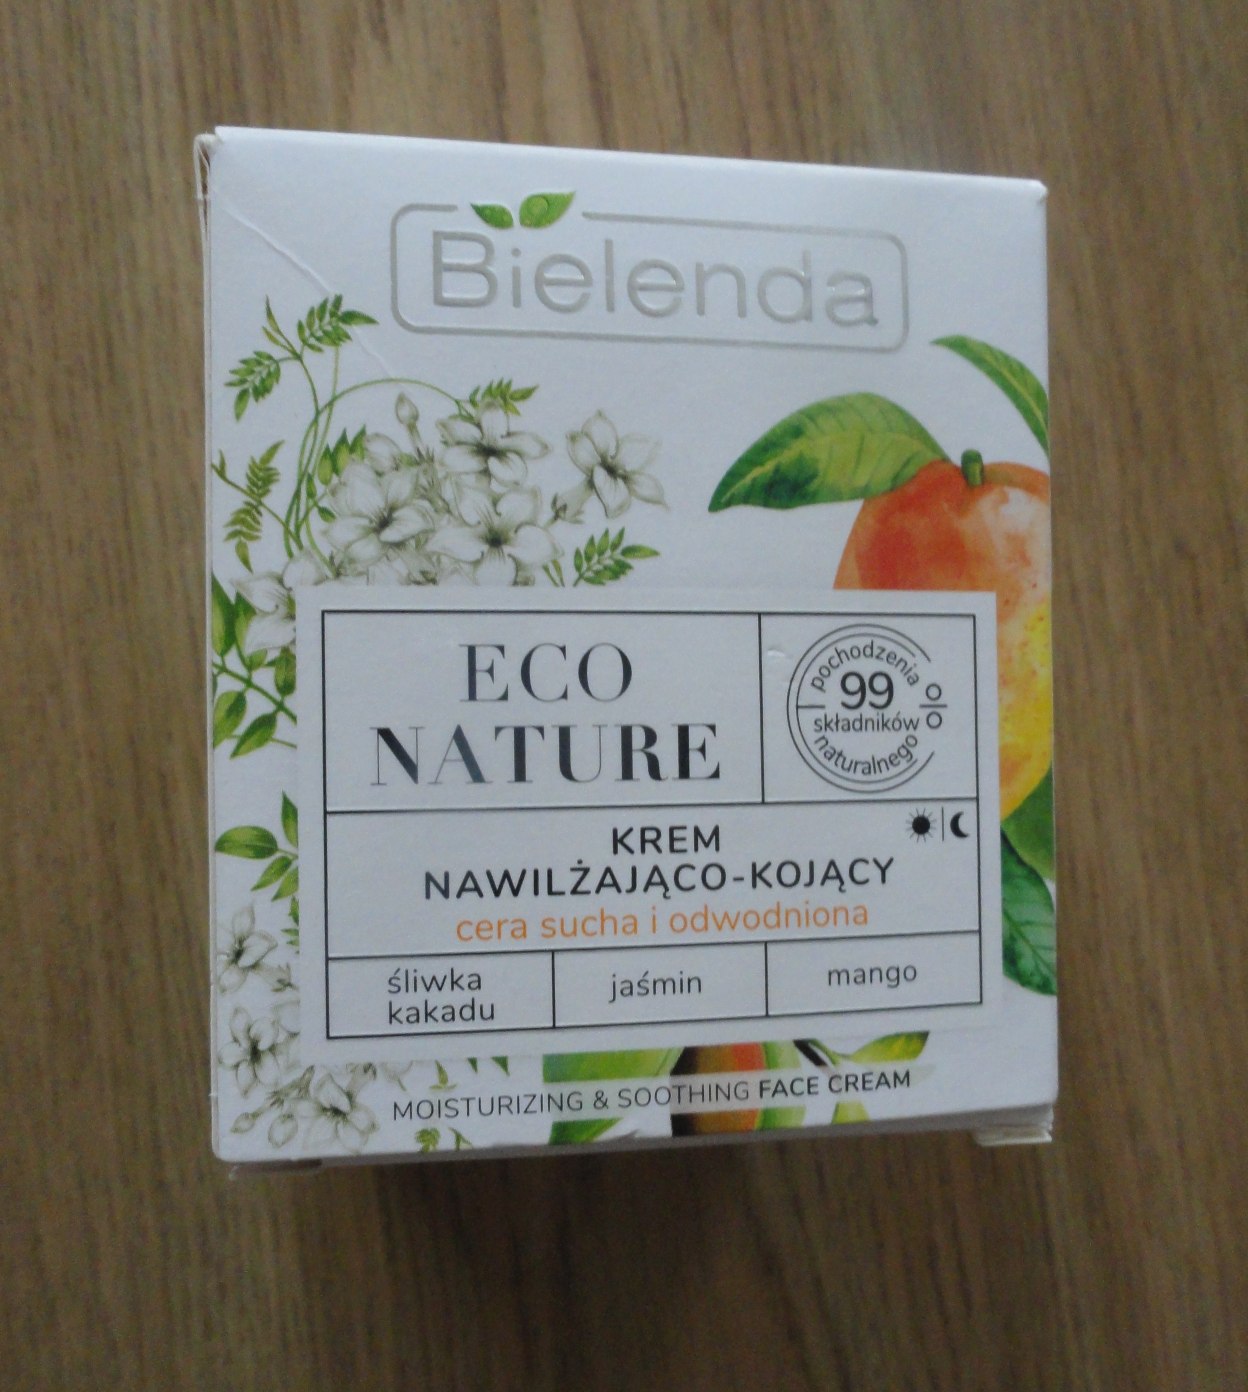 Bielenda
ECO
NATURE
pochodzenia
99 %
składników
naturalnego
KREM
NAWILŻAJĄCO-KOJĄCY
cera sucha i odwodniona
śliwka
kakadu
jaśmin
mango
MOISTURIZING & SOOTHING FACE CREAM